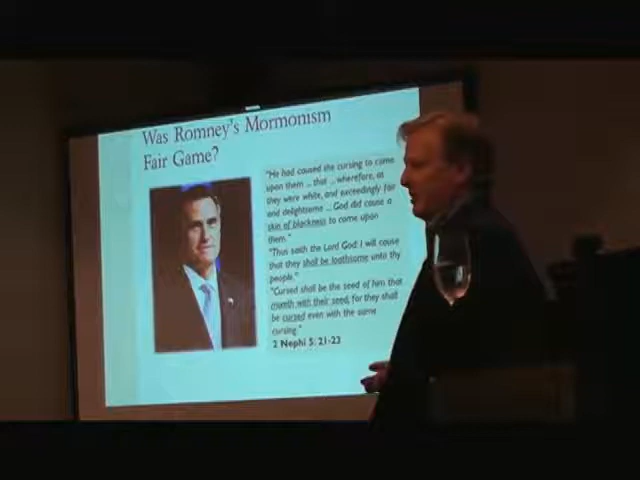 Was Romney's Mormonism
Fair Game?
"He had caused the cursing to come
upon them ... that ... wherefore, as
they were white, and exceedingly fair
and delightsome ... God did cause a
skin of blackness to come upon
them."
"Thus saith the Lord God: I will cause
that they shall be loathsome unto thy
people."
"Cursed shall be the seed of him that
mixeth with their seed, for they shall
be cursed even with the same
cursing."
2 Nephi 5: 21-23